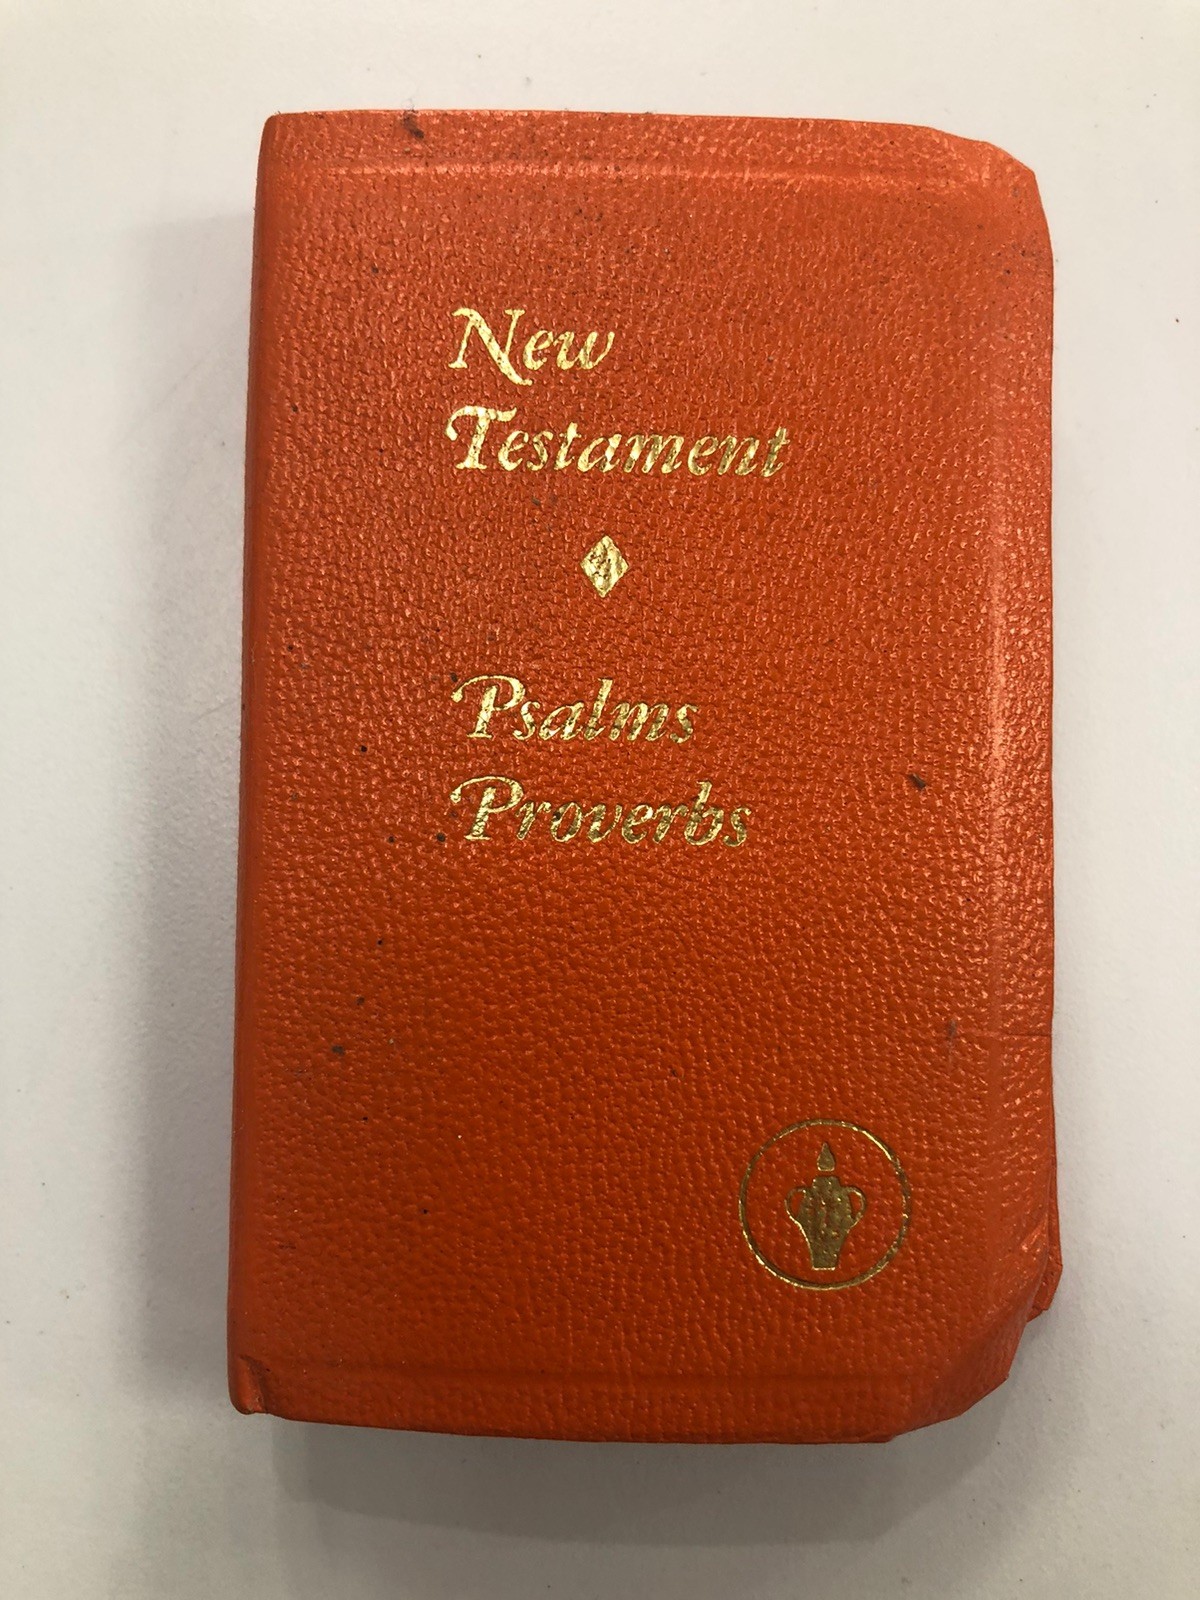 New
Testament
Psalms
Proverbs